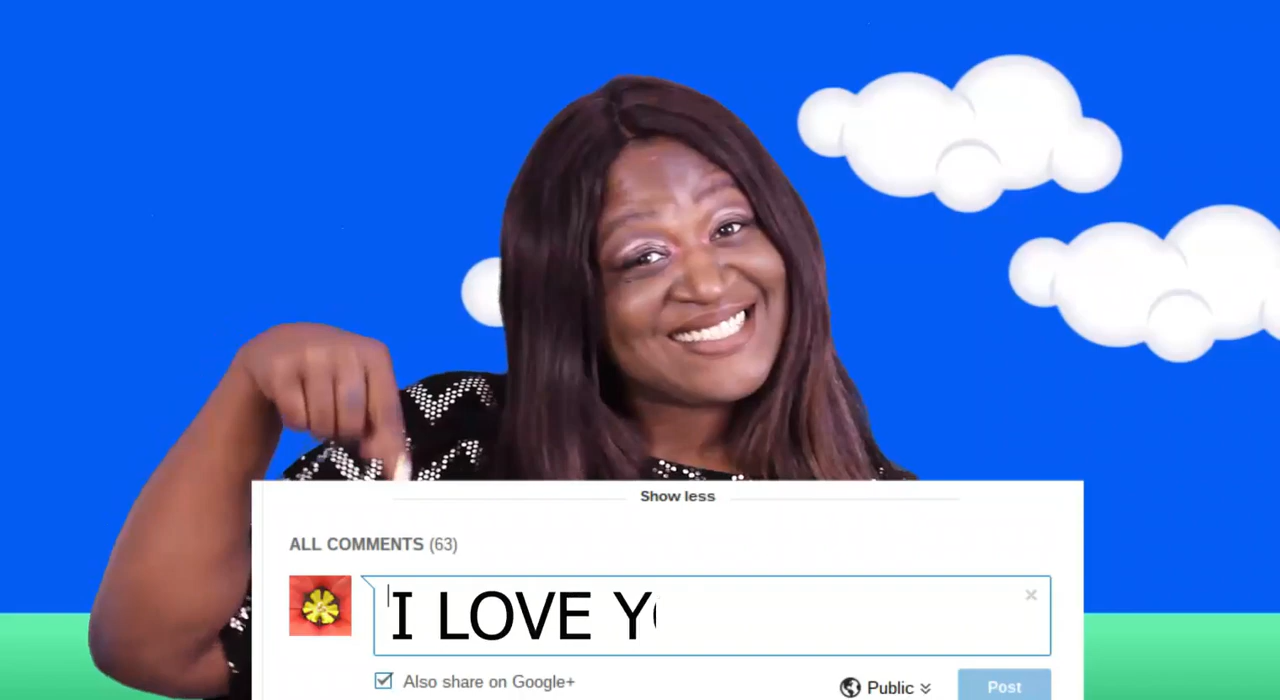 Show less
ALL COMMENTS (63)
I LOVE Y
Also share on Google+
Public
Post